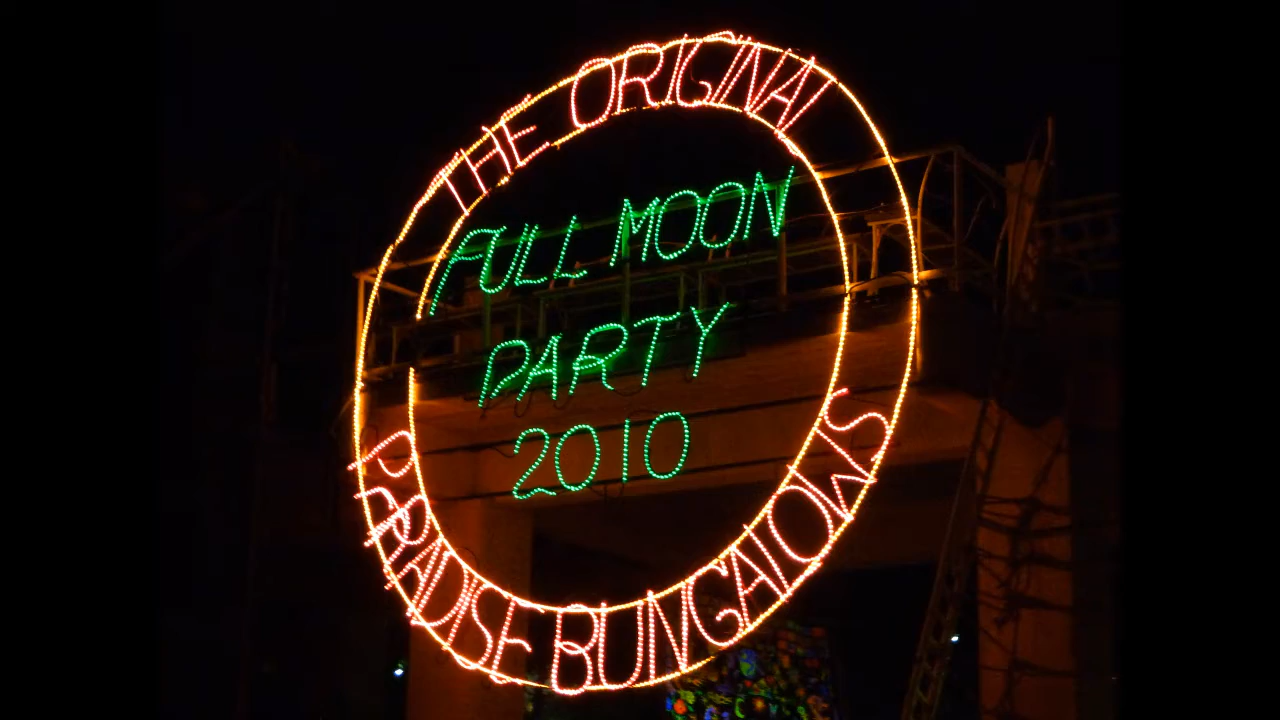 THE ORIGINAL
FULL MOON
PARTY
2010
PARADISE BUNGALOWS